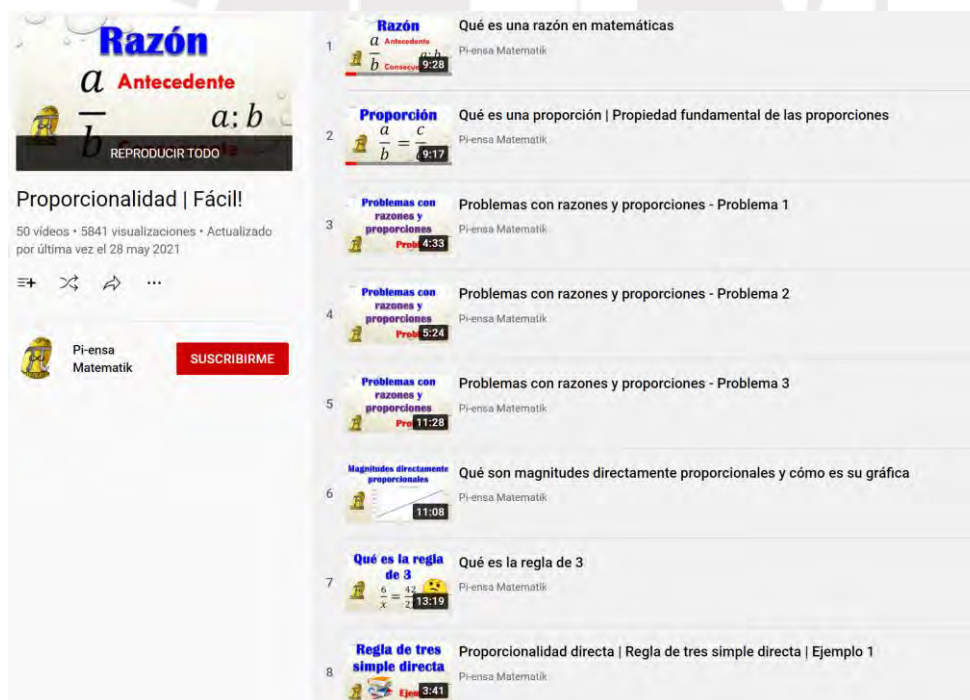 Razón
a
b
Antecedente
a: b
REPRODUCIR TODO
Proporcionalidad | Fácil!
50 vídeos • 5841 visualizaciones • Actualizado
por última vez el 28 may 2021
Pi-ensa
Matematik
SUSCRIBIRME
1
Razón
a Antecedente
b
9:28
Qué es una razón en matemáticas
Pi-ensa Matematik
2
Proporción
a = c
b
9:17
Qué es una proporción | Propiedad fundamental de las proporciones
Pi-ensa Matematik
3
Problemas con
razones y
proporciones
4:33
Problemas con razones y proporciones - Problema 1
Pi-ensa Matematik
4
Problemas con
razones y
proporciones
5:24
Problemas con razones y proporciones - Problema 2
Pi-ensa Matematik
5
Problemas con
razones y
proporciones
11:28
Problemas con razones y proporciones - Problema 3
Pi-ensa Matematik
6
Magnitudes directamente
proporcionales
11:08
Qué son magnitudes directamente proporcionales y cómo es su gráfica
Pi-ensa Matematik
7
Qué es la regla
de 3
6 = 42
x 2
13:19
Qué es la regla de 3
Pi-ensa Matematik
8
Regla de tres
simple directa
3:41
Proporcionalidad directa | Regla de tres simple directa | Ejemplo 1
Pi-ensa Matematik